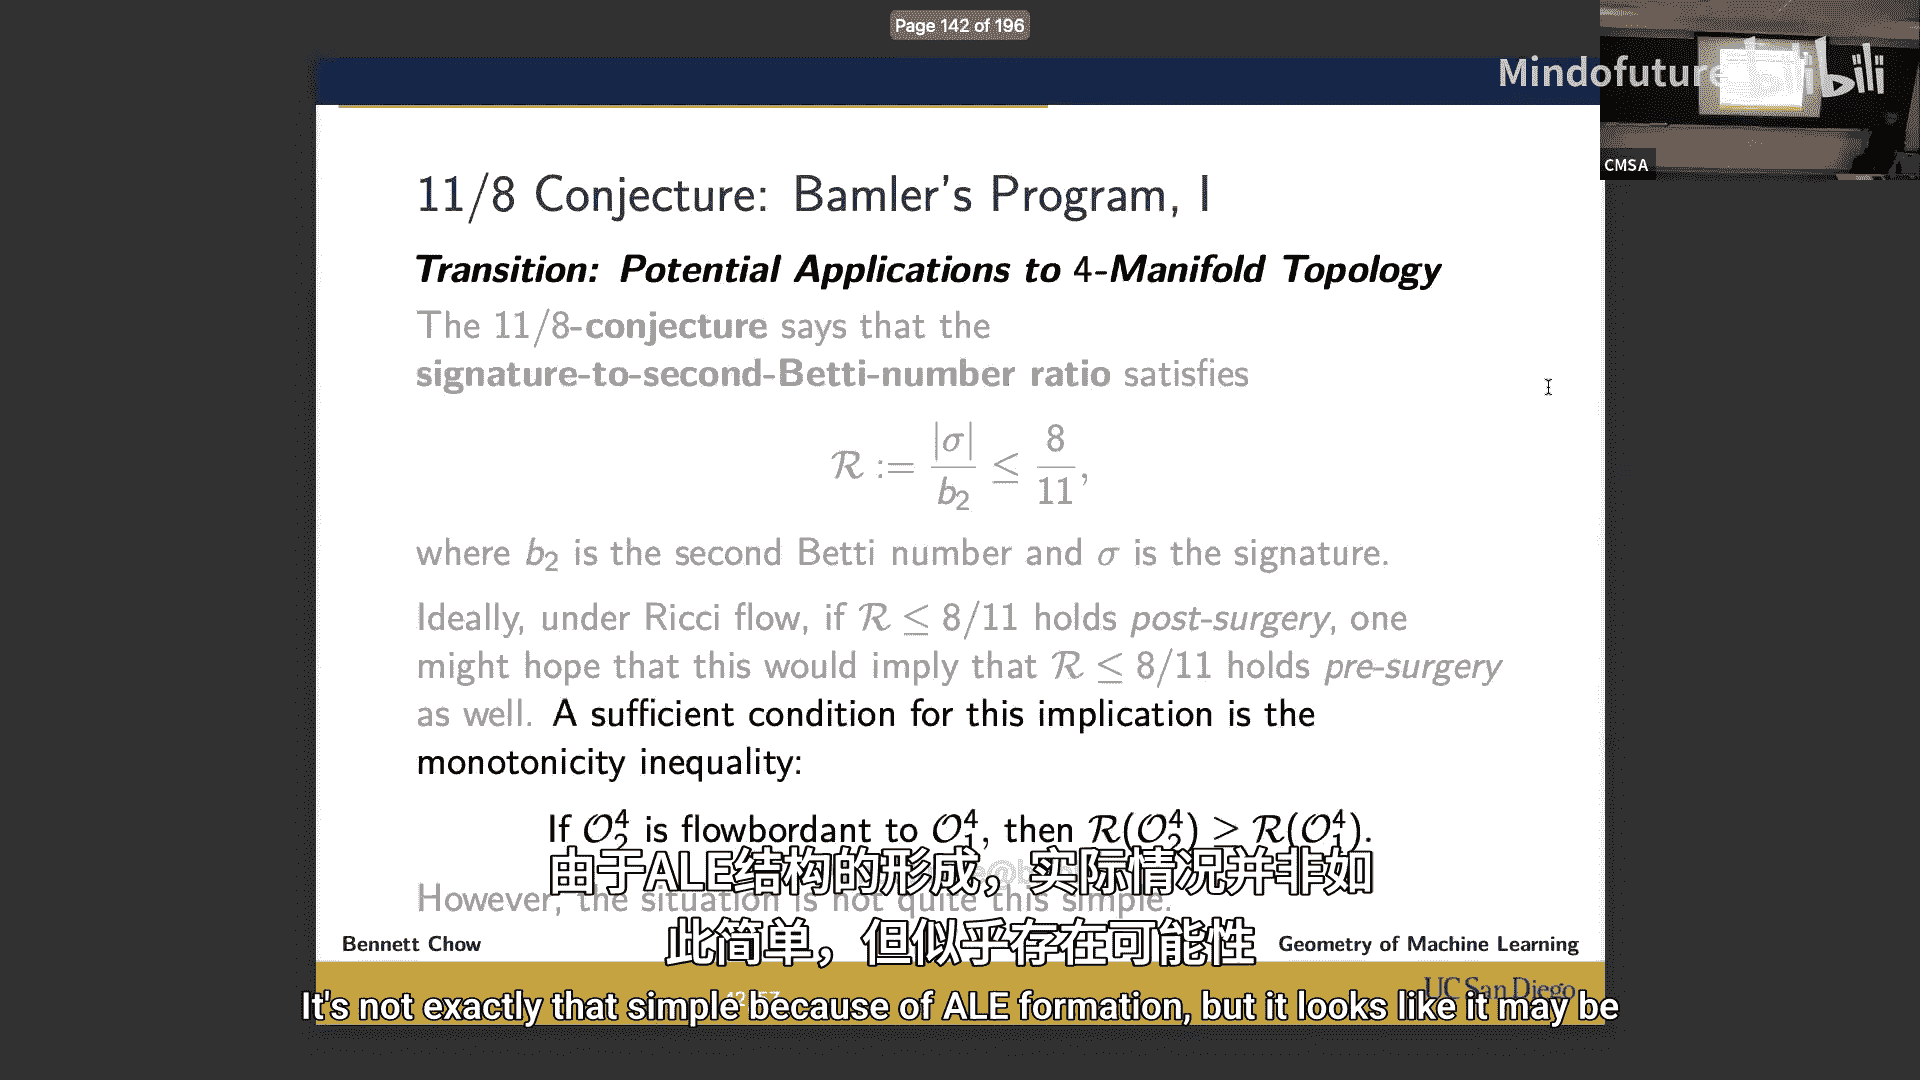 Page 142 of 196
Mindofuture bilibili
CMSA
11/8 Conjecture: Bamler's Program, I
Transition: Potential Applications to 4-Manifold Topology
The 11/8-conjecture says that the
signature-to-second-Betti-number ratio satisfies
ℛ := |σ| / b₂ ≤ 8/11,
where b₂ is the second Betti number and σ is the signature.
Ideally, under Ricci flow, if ℛ ≤ 8/11 holds post-surgery, one
might hope that this would imply that ℛ ≤ 8/11 holds pre-surgery
as well. A sufficient condition for this implication is the
monotonicity inequality:
If 𝒪₂⁴ is flowbordant to 𝒪₁⁴, then ℛ(𝒪₂⁴) ≥ ℛ(𝒪₁⁴).
由于ALE结构的形成，实际情况并非如
However, the situation is not quite this simple.
此简单，但似乎存在可能性
Bennett Chow
Geometry of Machine Learning
UC San Diego
It's not exactly that simple because of ALE formation, but it looks like it may be